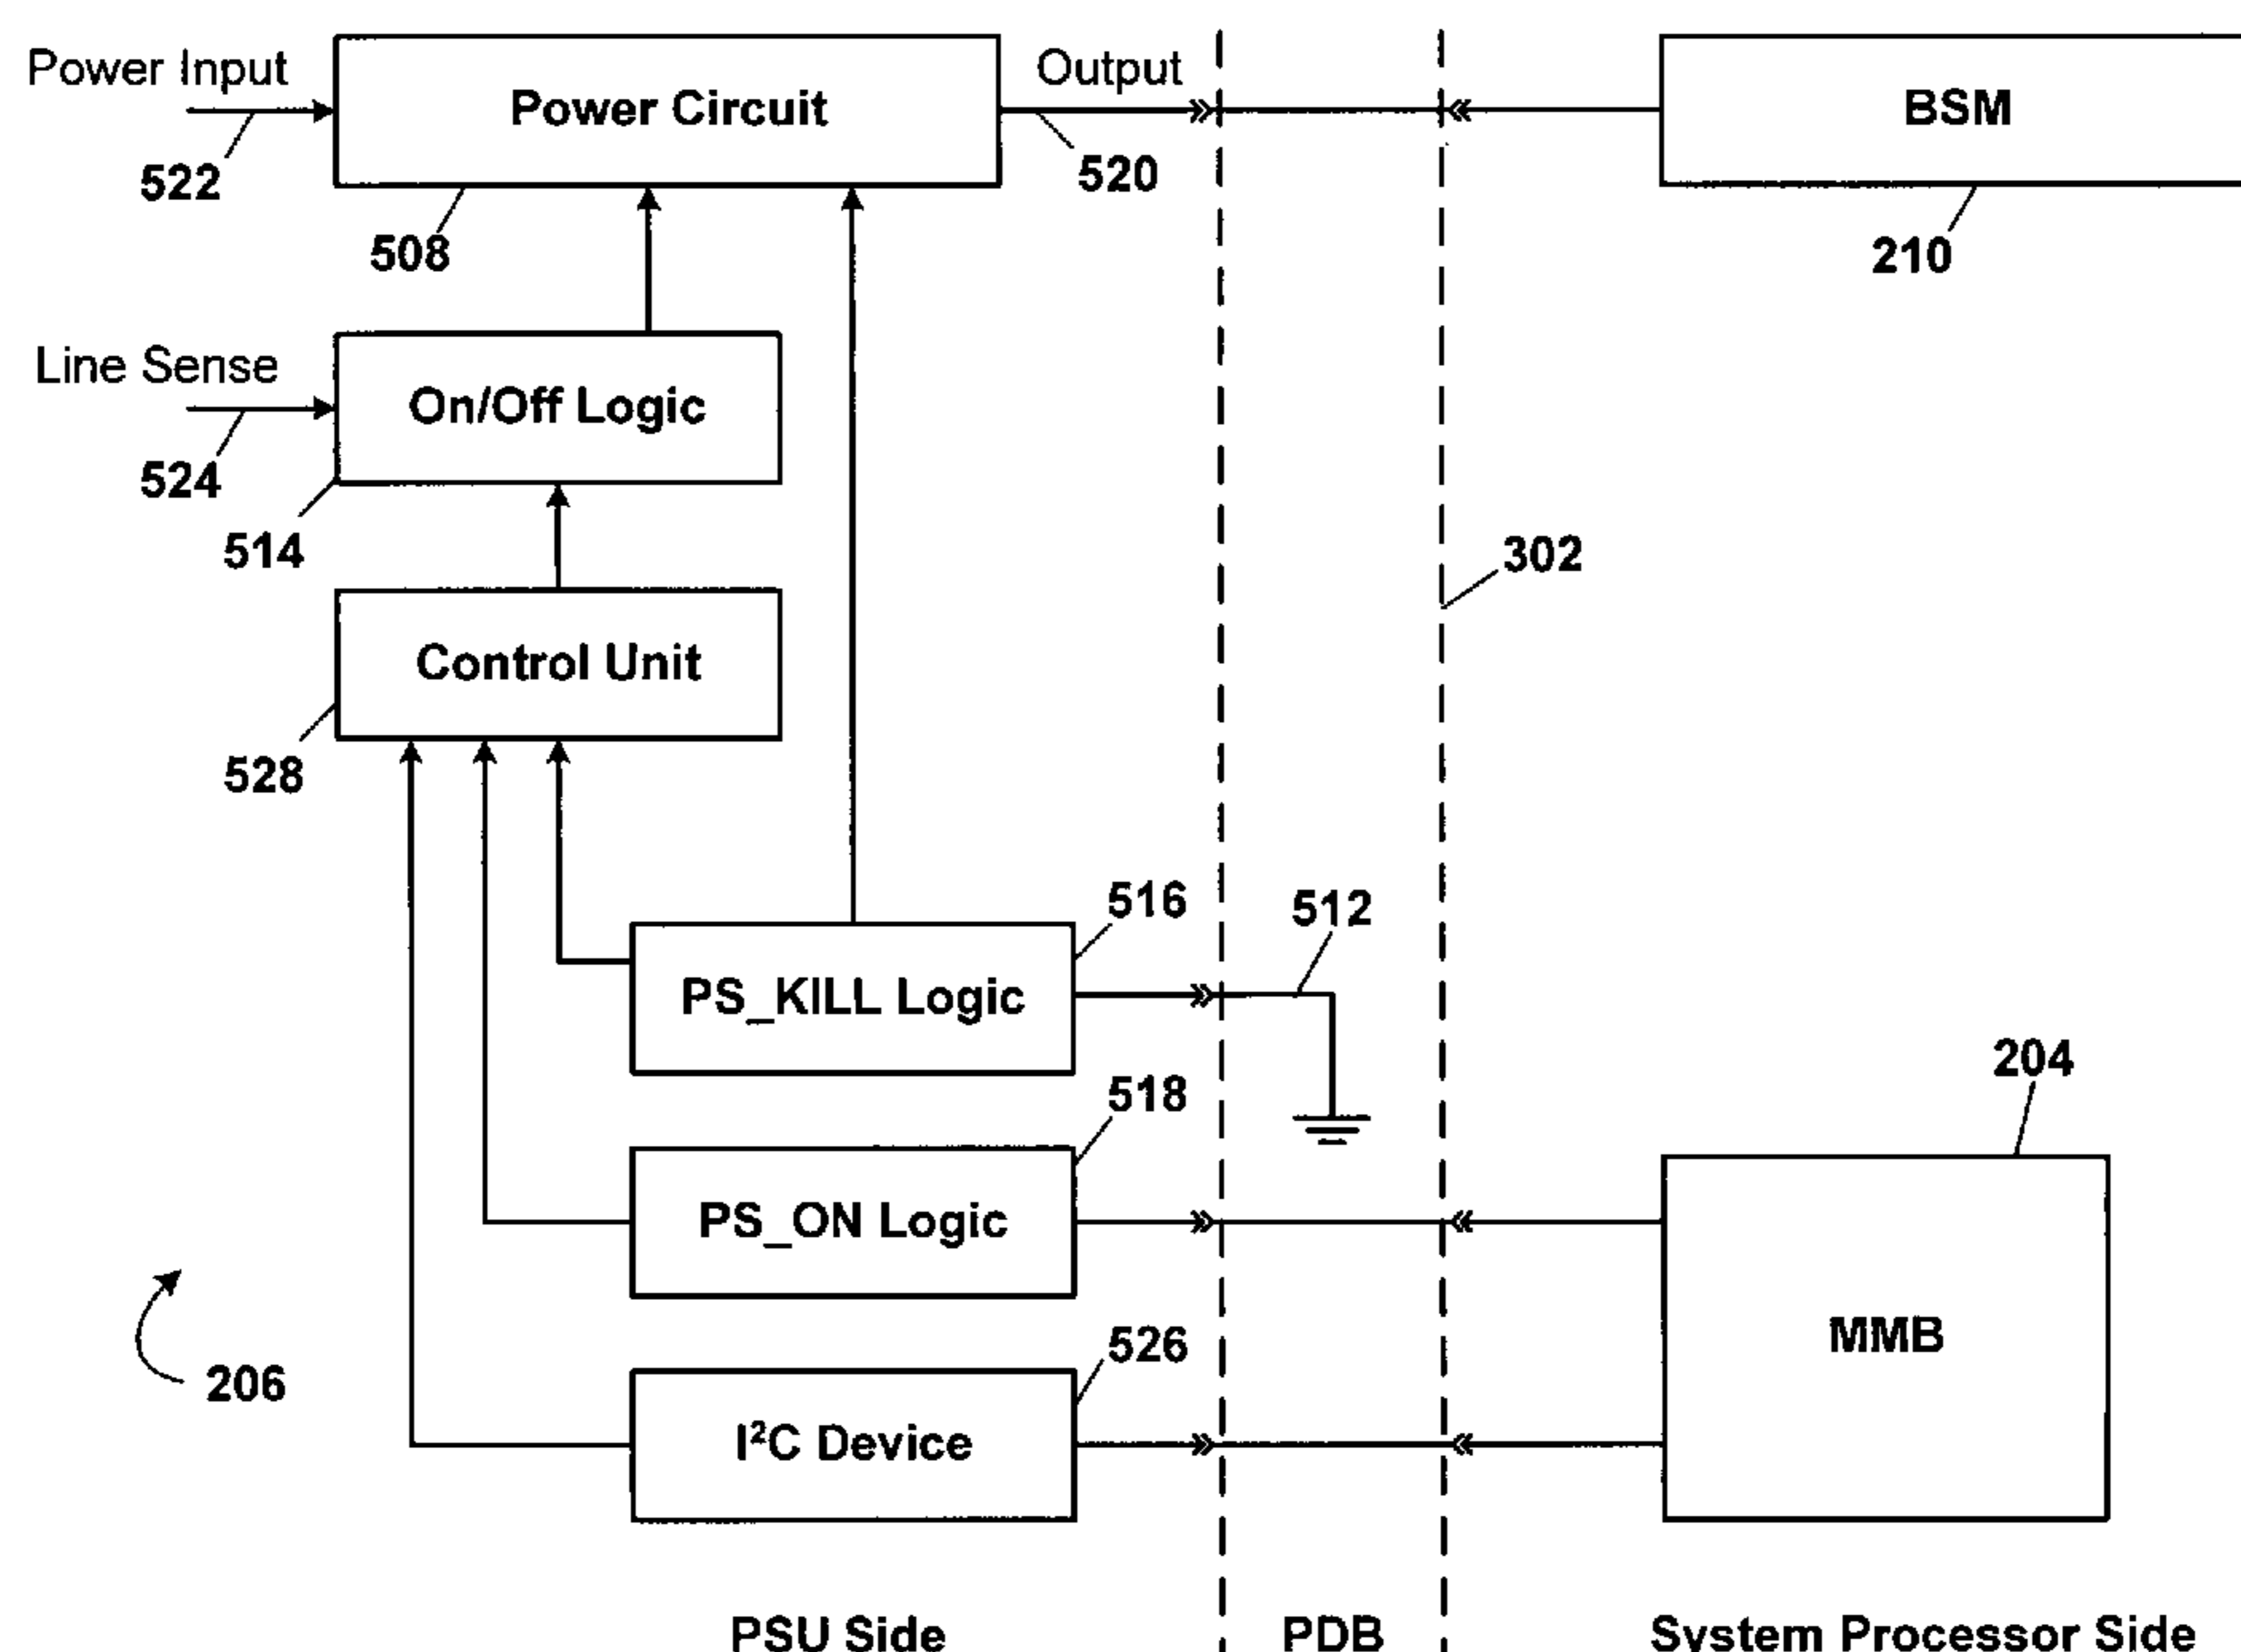 Power Input
522
Power Circuit
508
Output
520
BSM
210
Line Sense
524
On/Off Logic
514
302
Control Unit
528
516
512
PS_KILL Logic
204
518
PS_ON Logic
MMB
206
526
I²C Device
PSU Side
PDB
System Processor Side